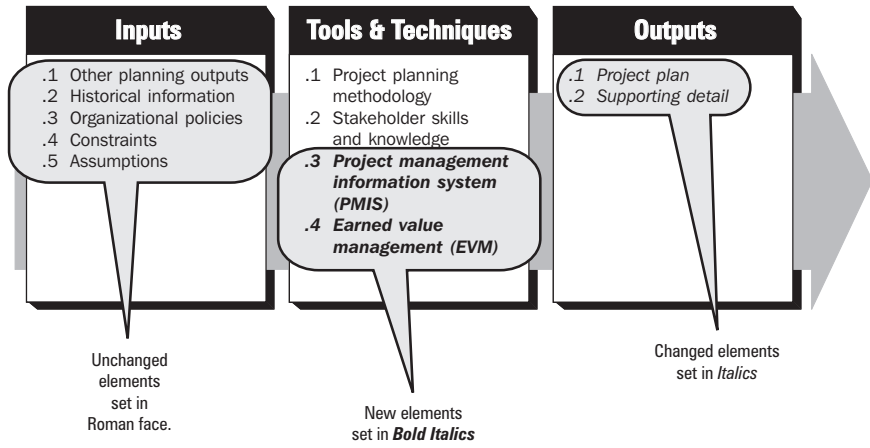 Inputs
.1 Other planning outputs
.2 Historical information
.3 Organizational policies
.4 Constraints
.5 Assumptions
Unchanged
elements
set in
Roman face.
Tools & Techniques
.1 Project planning
methodology
.2 Stakeholder skills
and knowledge
.3 Project management
information system
(PMIS)
.4 Earned value
management (EVM)
New elements
set in Bold Italics
Outputs
.1 Project plan
.2 Supporting detail
Changed elements
set in Italics